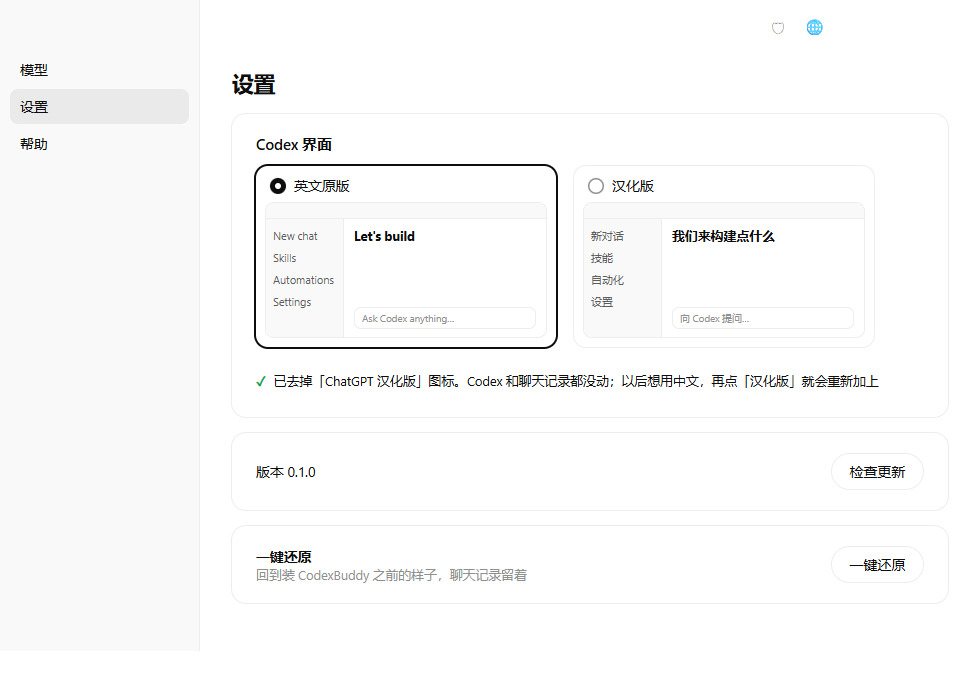 模型
设置
帮助
设置
Codex 界面
英文原版
New chat
Skills
Automations
Settings
Let's build
Ask Codex anything...
汉化版
新对话
技能
自动化
设置
我们来构建点什么
向 Codex 提问...
✓ 已去掉「ChatGPT 汉化版」图标。Codex 和聊天记录都没动；以后想用中文，再点「汉化版」就会重新加上
版本 0.1.0
检查更新
一键还原
回到装 CodexBuddy 之前的样子，聊天记录留着
一键还原